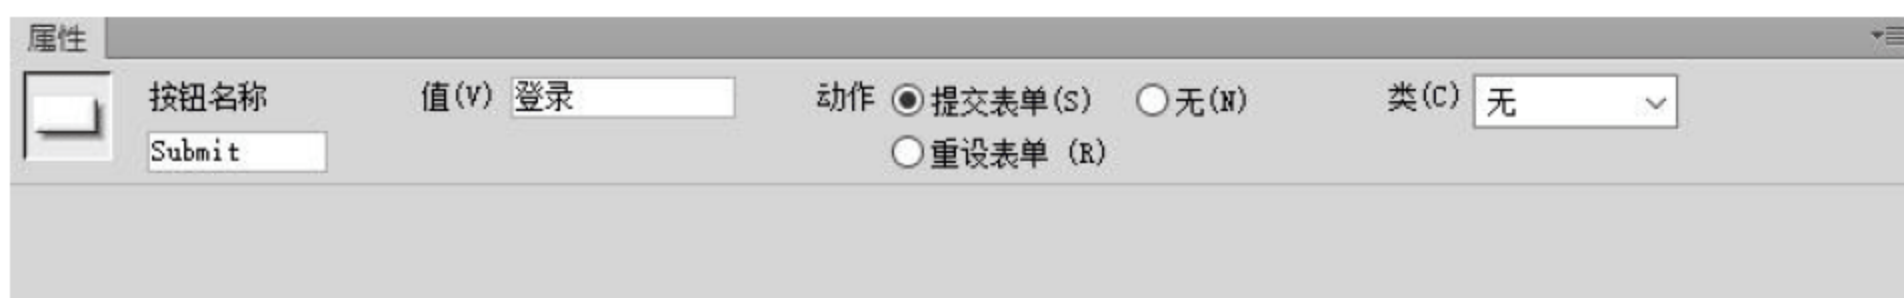 属性
按钮名称 值(V) 登录 动作 提交表单(S) 无(N) 类(C) 无
Submit 重设表单 (R)